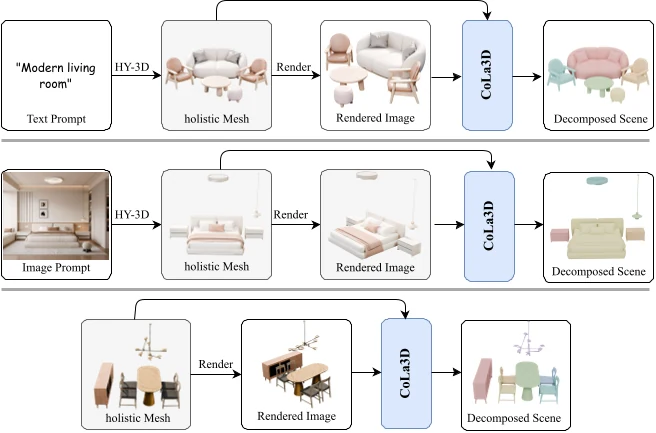 "Modern living
room"
Text Prompt
HY-3D
holistic Mesh
Render
Rendered Image
CoLa3D
Decomposed Scene
Image Prompt
HY-3D
holistic Mesh
Render
Rendered Image
CoLa3D
Decomposed Scene
holistic Mesh
Render
Rendered Image
CoLa3D
Decomposed Scene